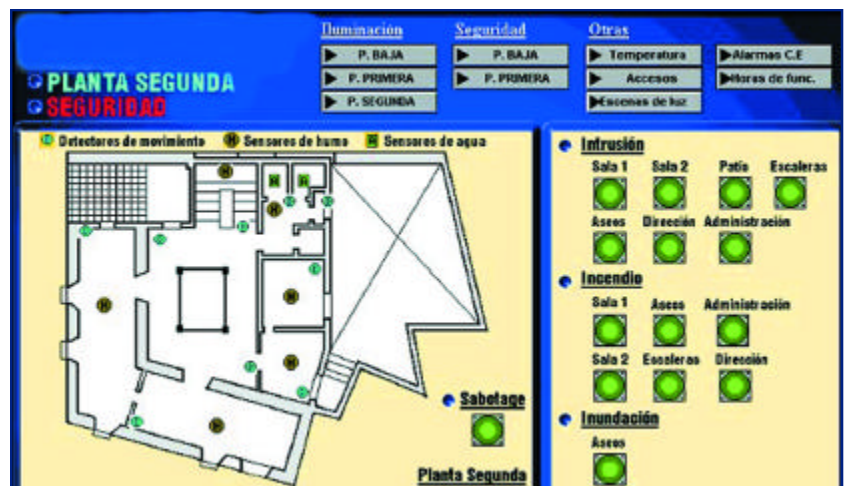 Iluminación
Seguridad
Otras
P. BAJA
P. BAJA
Temperatura
Alarmas C.E
P. PRIMERA
P. PRIMERA
Accesos
Horas de func.
P. SEGUNDA
Escenas de luz
PLANTA SEGUNDA
SEGURIDAD
Detectores de movimiento
Sensores de humo
Sensores de agua
Sabotage
Planta Segunda
Intrusión
Sala 1 Sala 2 Patio Escaleras
Aseos Dirección Administración
Incendio
Sala 1 Aseos Administración
Sala 2 Escaleras Dirección
Inundación
Aseos